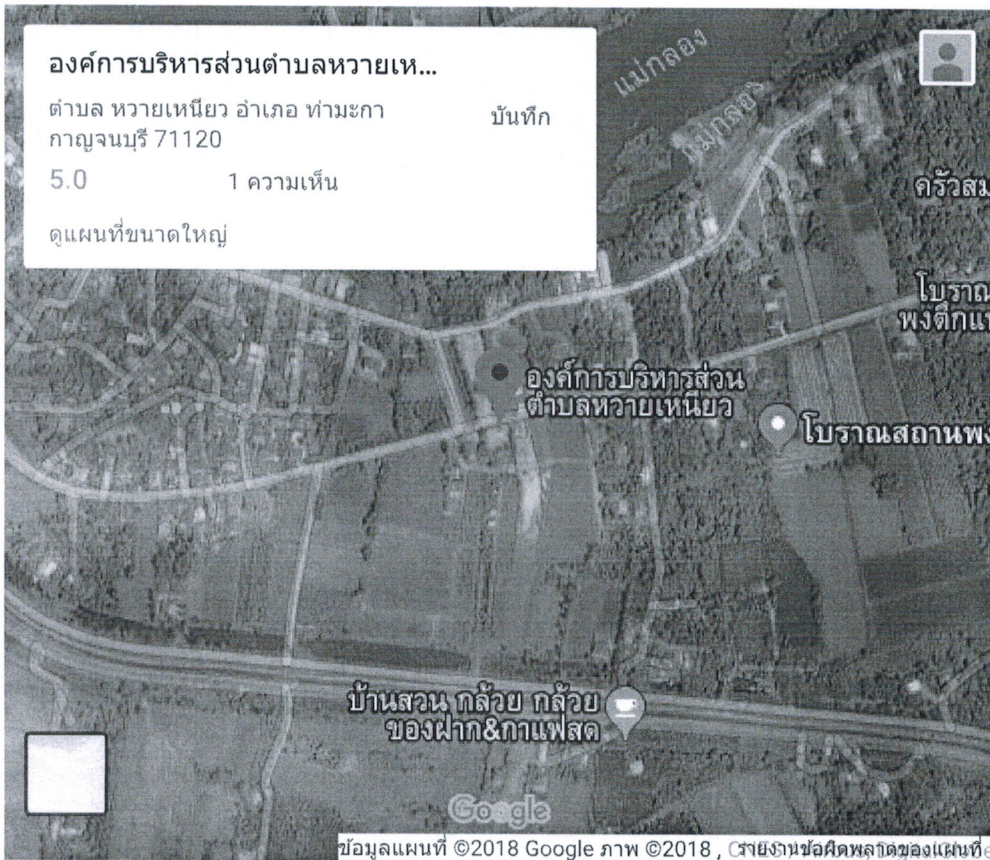 องค์การบริหารส่วนตำบลหวายเห...
ตำบล หวายเหนียว อำเภอ ท่ามะกา
กาญจนบุรี 71120
บันทึก
5.0
1 ความเห็น
ดูแผนที่ขนาดใหญ่
แม่กลอง
แม่กลอง
ครัวสม
โบราณ
พงตึกแ
องค์การบริหารส่วน
ตำบลหวายเหนียว
โบราณสถานพง
บ้านสวน กล้วย กล้วย
ของฝาก&กาแฟสด
Google
ข้อมูลแผนที่ ©2018 Google ภาพ ©2018 , รายงานข้อผิดพลาดของแผนที่